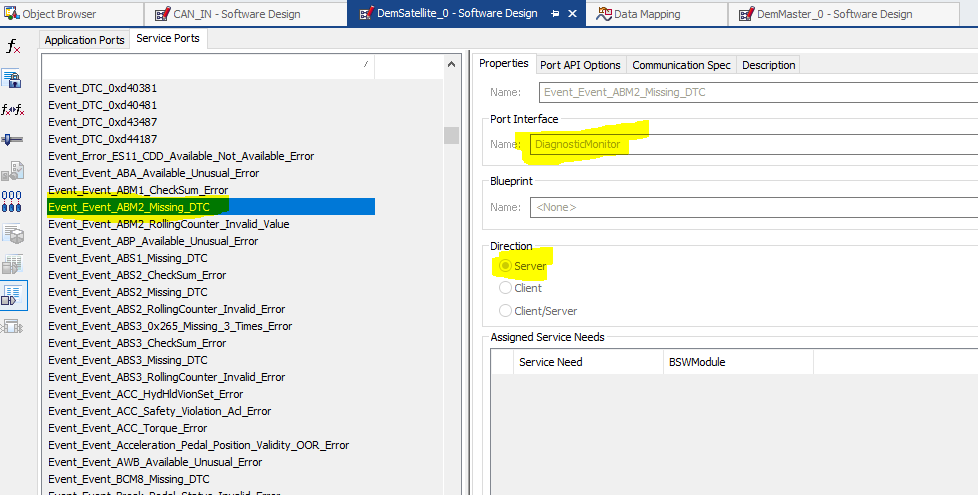 Object Browser
CAN_IN - Software Design
DemSatellite_0 - Software Design
Data Mapping
DemMaster_0 - Software Design
Application Ports
Service Ports
Event_DTC_0xd40381
Event_DTC_0xd40481
Event_DTC_0xd43487
Event_DTC_0xd44187
Event_Error_ES11_CDD_Available_Not_Available_Error
Event_Event_ABA_Available_Unusual_Error
Event_Event_ABM1_CheckSum_Error
Event_Event_ABM2_Missing_DTC
Event_Event_ABM2_RollingCounter_Invalid_Value
Event_Event_ABP_Available_Unusual_Error
Event_Event_ABS1_Missing_DTC
Event_Event_ABS2_CheckSum_Error
Event_Event_ABS2_Missing_DTC
Event_Event_ABS2_RollingCounter_Invalid_Error
Event_Event_ABS3_0x265_Missing_3_Times_Error
Event_Event_ABS3_CheckSum_Error
Event_Event_ABS3_Missing_DTC
Event_Event_ABS3_RollingCounter_Invalid_Error
Event_Event_ACC_HydHldVionSet_Error
Event_Event_ACC_Safety_Violation_Acl_Error
Event_Event_ACC_Torque_Error
Event_Event_Acceleration_Pedal_Position_Validity_OOR_Error
Event_Event_AWB_Available_Unusual_Error
Event_Event_BCM8_Missing_DTC
Properties
Port API Options
Communication Spec
Description
Name: Event_Event_ABM2_Missing_DTC
Port Interface
Name: DiagnosticMonitor
Blueprint
Name: <None>
Direction
Server
Client
Client/Server
Assigned Service Needs
Service Need
BSWModule